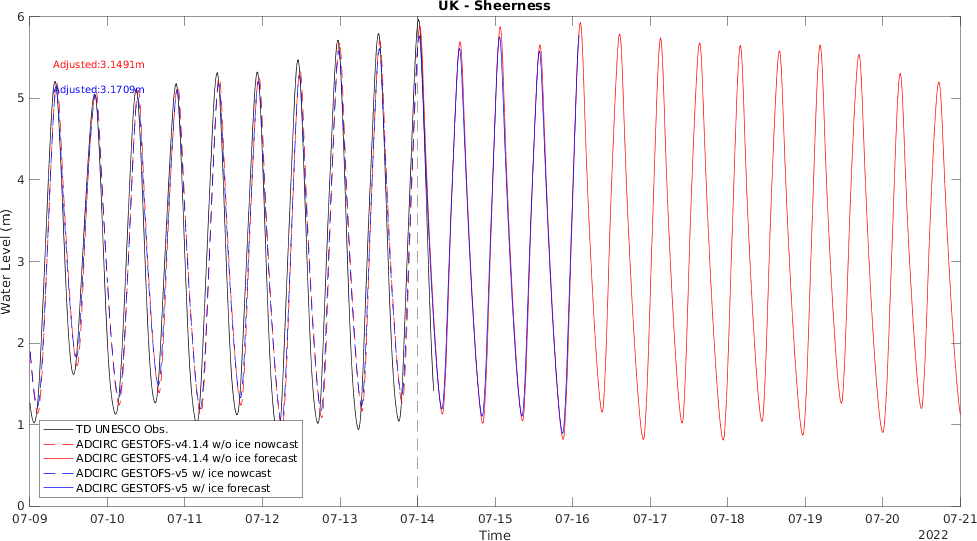 UK - Sheerness
6
Adjusted:3.1491m
Adjusted:3.1709m
5
4
3
2
1
0
Water Level (m)
TD UNESCO Obs.
ADCIRC GESTOFS-v4.1.4 w/o ice nowcast
ADCIRC GESTOFS-v4.1.4 w/o ice forecast
ADCIRC GESTOFS-v5 w/ ice nowcast
ADCIRC GESTOFS-v5 w/ ice forecast
07-09 07-10 07-11 07-12 07-13 07-14 07-15 07-16 07-17 07-18 07-19 07-20 07-21
Time
2022